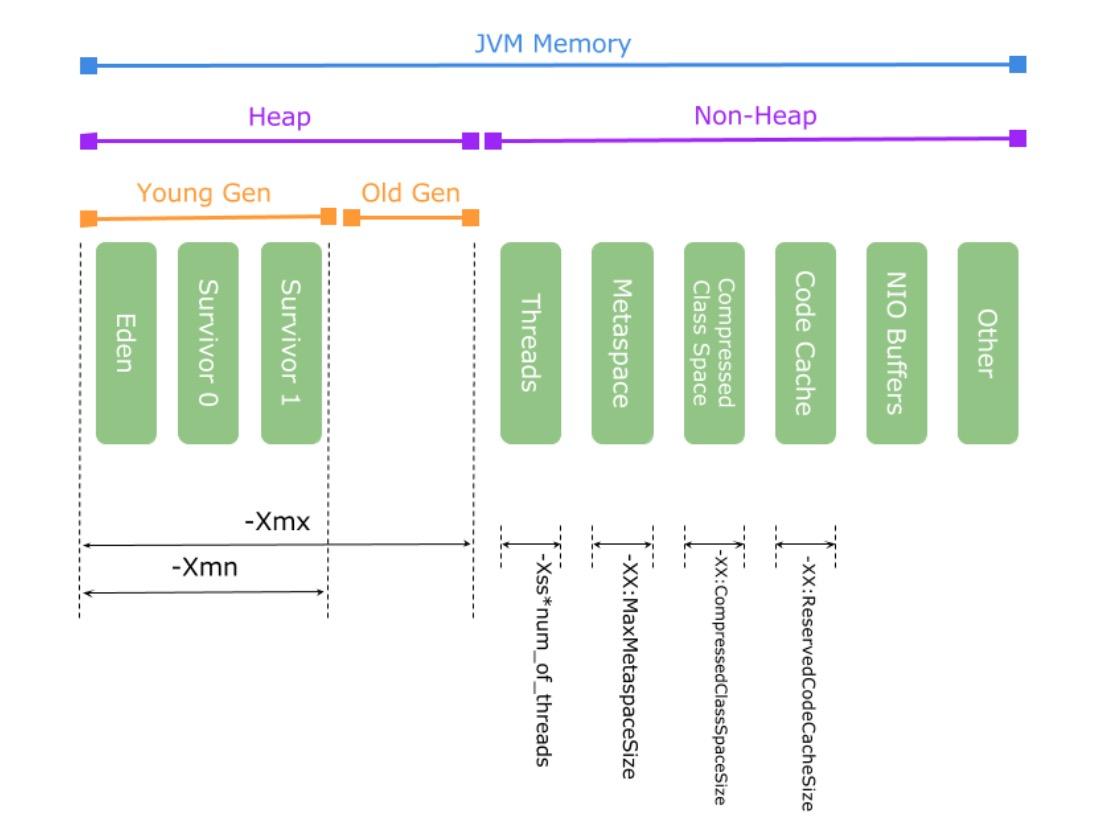 JVM Memory
Heap
Non-Heap
Young Gen
Old Gen
Eden
Survivor 0
Survivor 1
Threads
Metaspace
Compressed
Class Space
Code Cache
NIO Buffers
Other
-Xmx
-Xmn
-Xss*num_of_threads
-XX:MaxMetaspaceSize
-XX:CompressedClassSpaceSize
-XX:ReservedCodeCacheSize